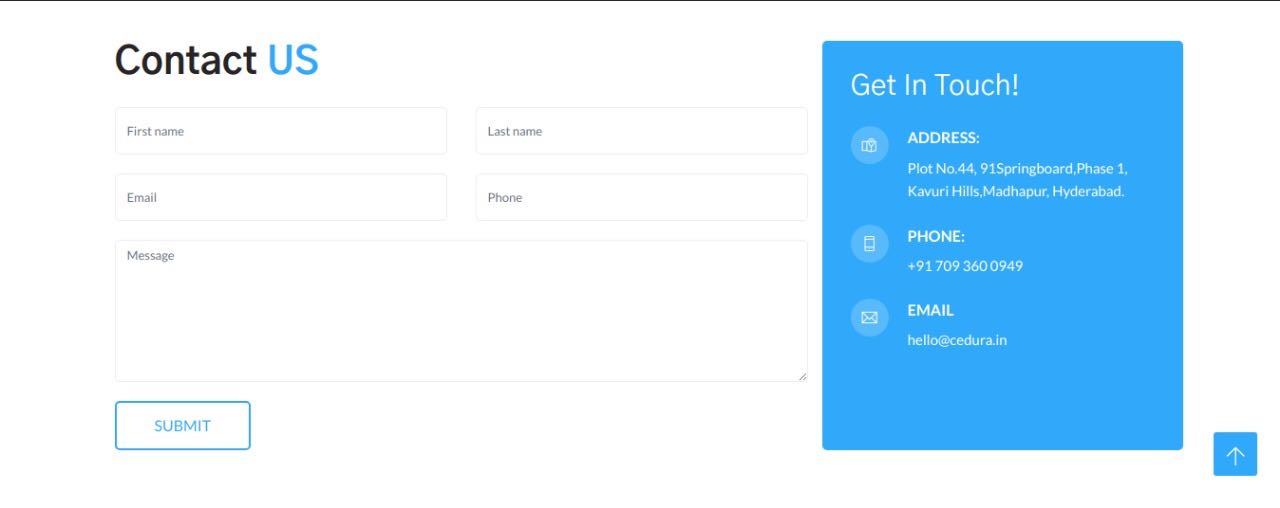 Contact US
First name
Last name
Email
Phone
Message
SUBMIT
Get In Touch!
ADDRESS:
Plot No.44, 91Springboard,Phase 1,
Kavuri Hills,Madhapur, Hyderabad.
PHONE:
+91 709 360 0949
EMAIL
hello@cedura.in